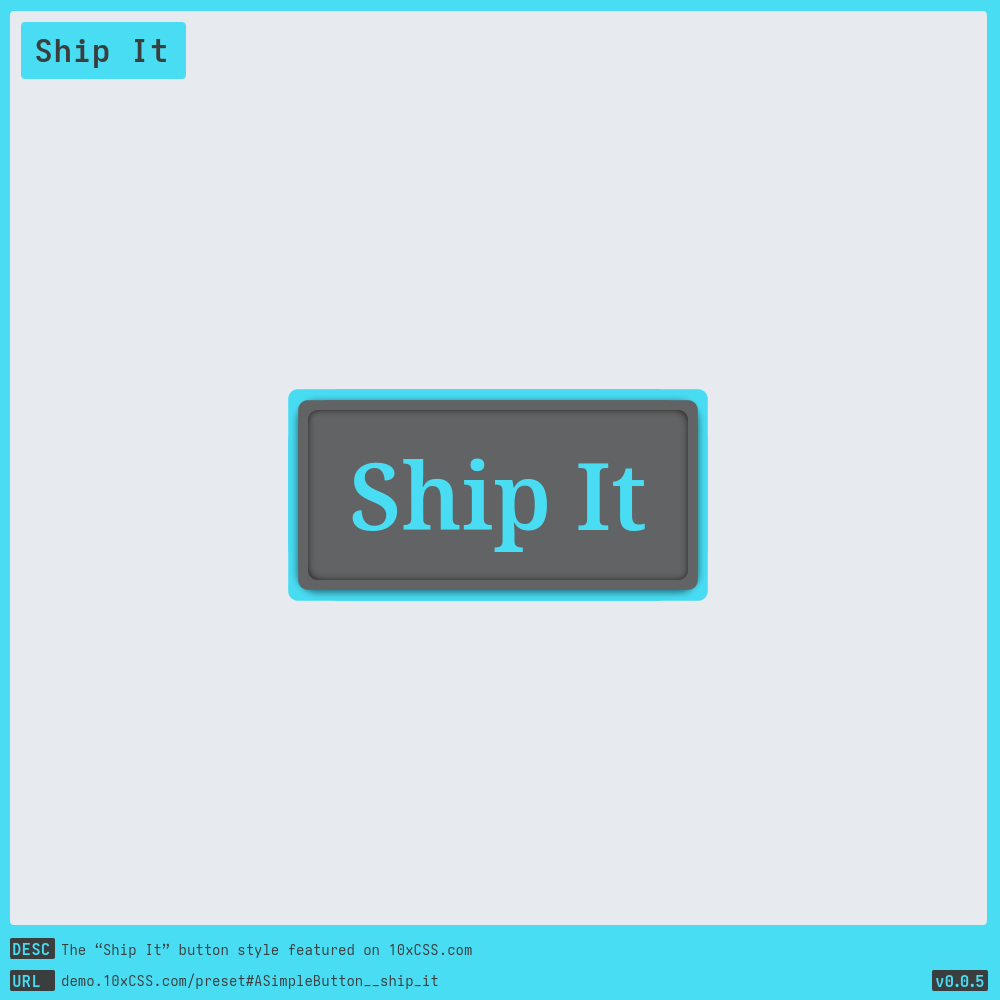 Ship It
Ship It
DESC The “Ship It” button style featured on 10xCSS.com
URL demo.10xCSS.com/preset#ASimpleButton__ship_it
v0.0.5